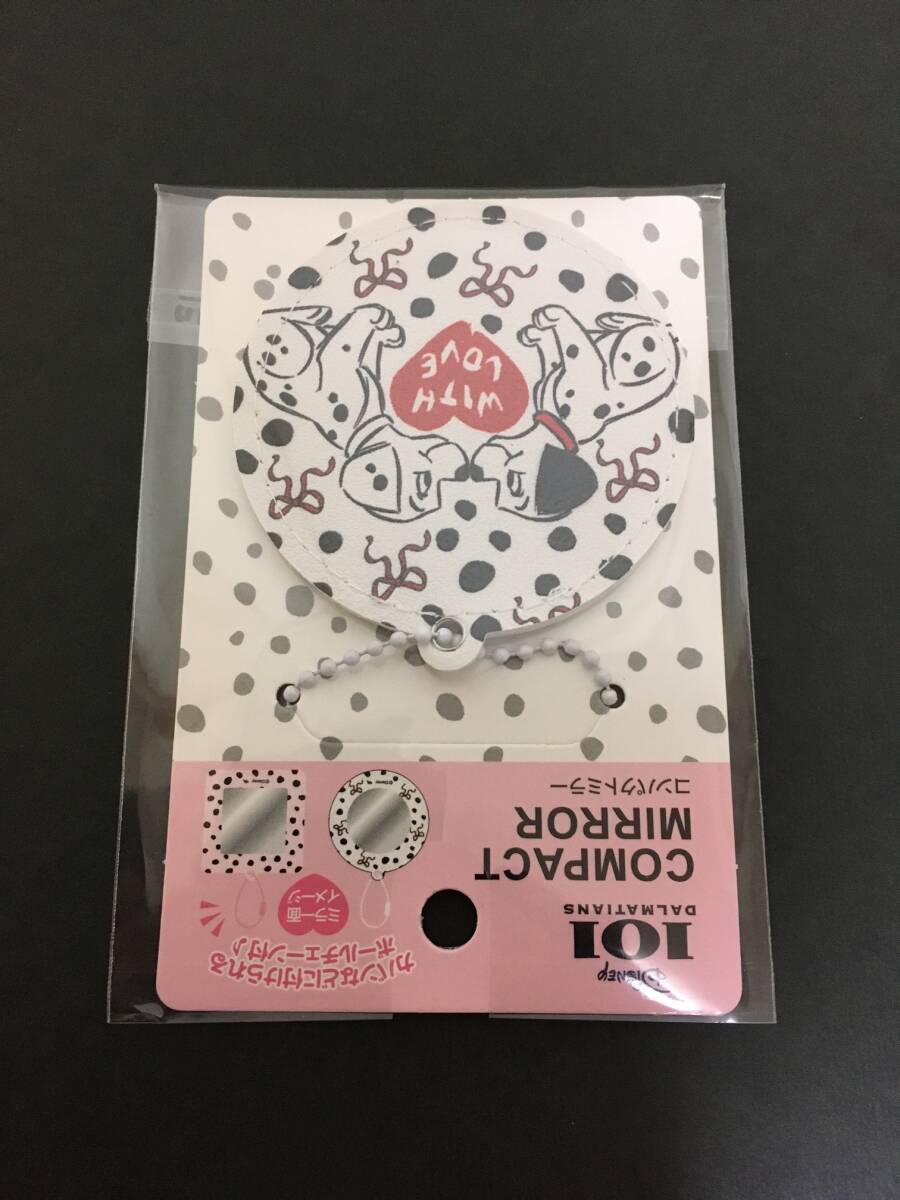 Disney
101
DALMATIANS
COMPACT
MIRROR
コンパクトミラー
カバンなどに付けられる
ボールチェーン付♪
ミラー面
イメージ
©Disney
©Disney
WITH
LOVE